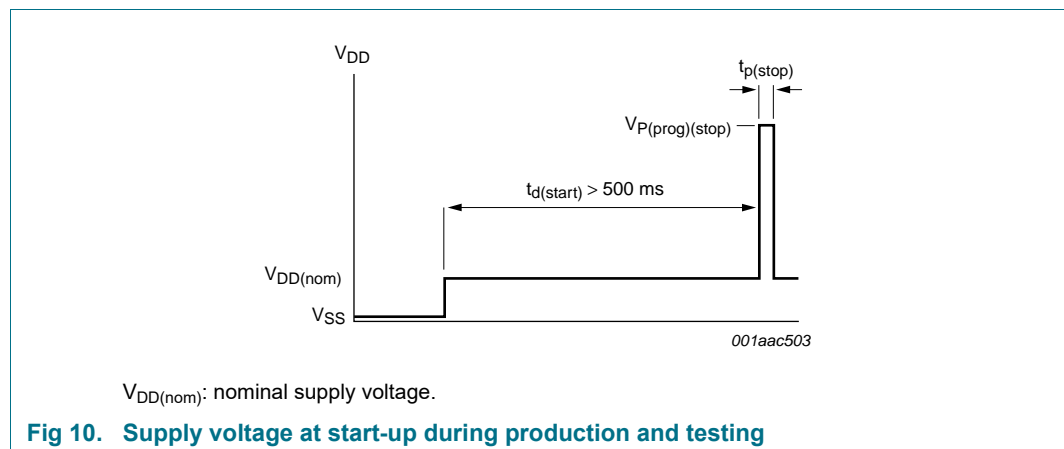 VDD
tp(stop)
VP(prog)(stop)
td(start) > 500 ms
VDD(nom)
VSS
001aac503
VDD(nom): nominal supply voltage.
Fig 10. Supply voltage at start-up during production and testing